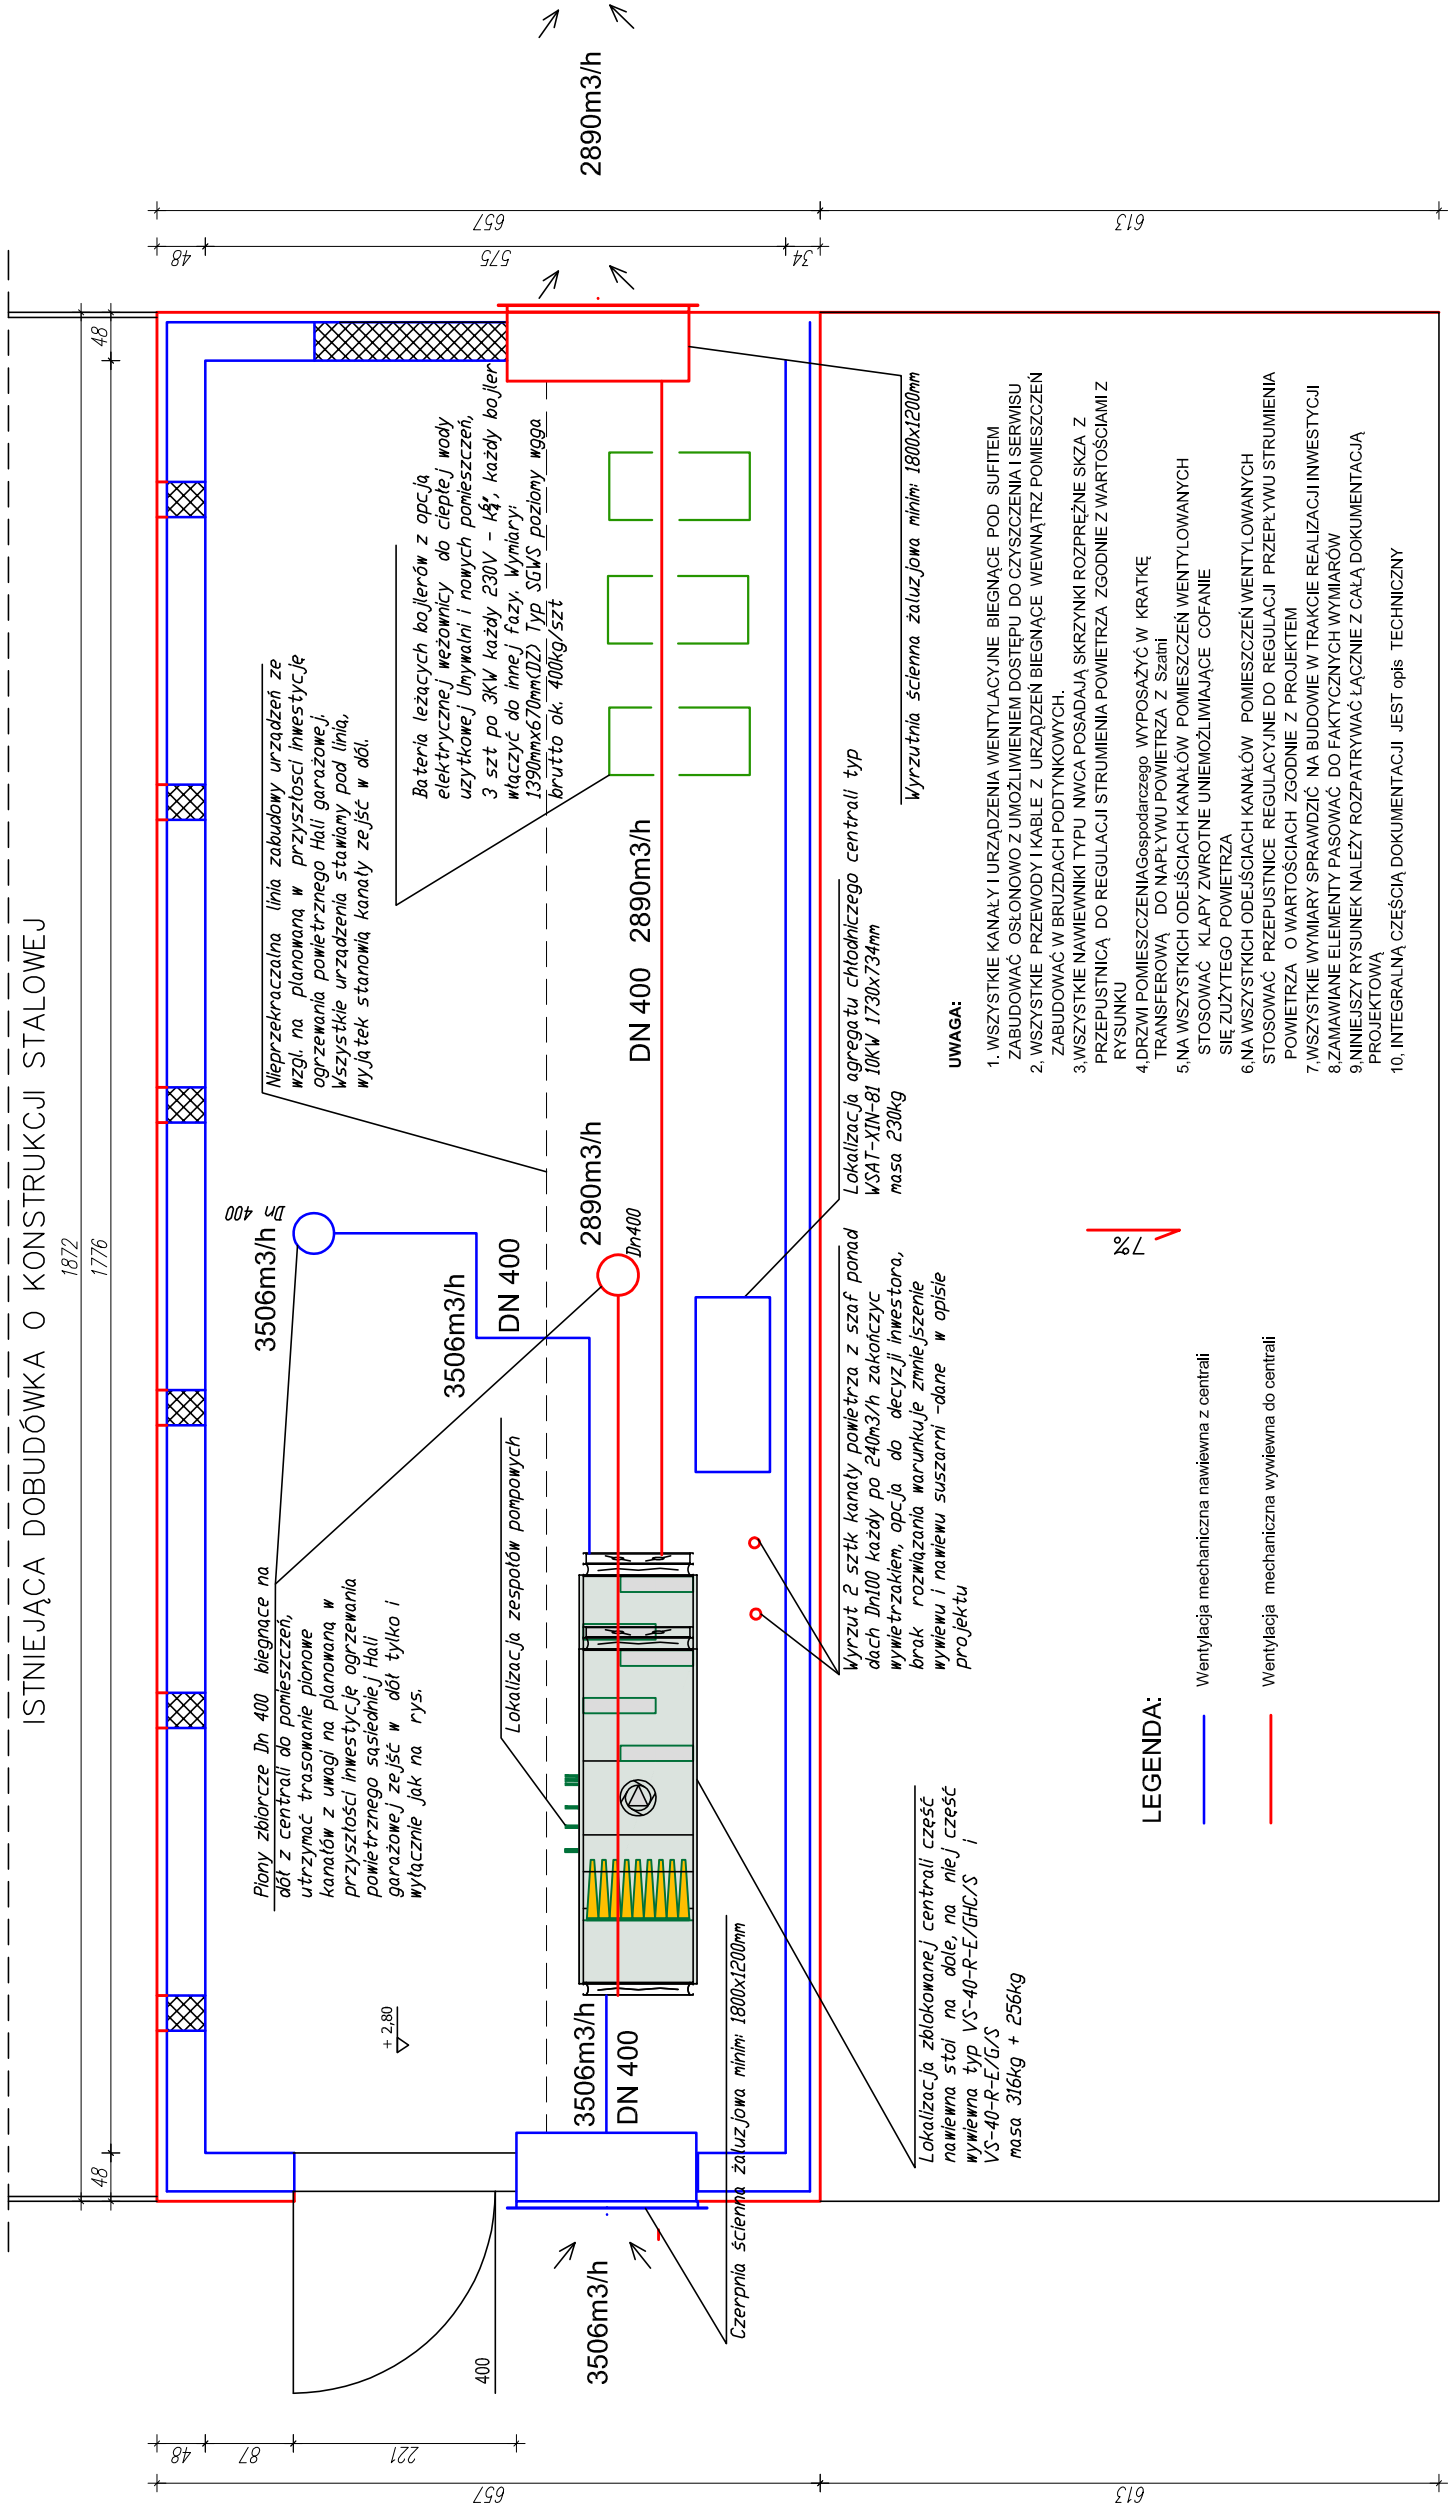 ISTNIEJĄCA DOBUDÓWKA O KONSTRUKCJI STALOWEJ
1872
1776
48
48
Piony zbiorcze Dn 400 biegnące na
dół z centrali do pomieszczeń,
utrzymać trasowanie pionowe
kanałów z uwagi na planowaną w
przyszłości inwestycję ogrzewania
powietrznego sąsiedniej Hali
garażowej zejść w dół tylko i
wyłącznie jak na rys.
+ 2,80
3506m3/h
Dn 400
3506m3/h
DN 400
Lokalizacja zespołów pompowych
Nieprzekraczalna linia zabudowy urządzeń ze
wzgl. na planowaną w przyszłosci inwestycję
ogrzewania powietrznego Hali garażowej.
Wszystkie urządzenia stawiamy pod linią,
wyjątek stanowią kanały zejść w dół.
Bateria leżących bojlerów z opcją
elektrycznej wężownicy do ciepłej wody
uzytkowej Umywalni i nowych pomieszczeń,
3 szt po 3KW każdy 230V - każdy bojler
włączyć do innej fazy. Wymiary:
1390mmx670mm(DZ) Typ SGWS poziomy wgga
brutto ok. 400kg/szt
2890m3/h
Dn400
DN 400 2890m3/h
2890m3/h
3506m3/h
DN 400
3506m3/h
400
48
87
221
657
613
48
575
34
657
613
Czerpnia ścienna żaluzjowa minim: 1800x1200mm
Wyrzutnia ścienna żaluzjowa minim: 1800x1200mm
Lokalizacja agregatu chłodniczego centrali typ
WSAT-XIN-81 10KW 1730x734mm
masa 230kg
Wyrzut 2 sztk kanały powietrza z szaf ponad
dach Dn100 każdy po 240m3/h zakończyc
wywietrzakiem, opcja do decyzji inwestora,
brak rozwiązania warunkuje zmniejszenie
wywiewu i nawiewu suszarni -dane w opisie
projektu
Lokalizacja zblokowanej centrali część
nawiewna stoi na dole, na niej część
wywiewna typ VS-40-R-E/GHC/S i
VS-40-R-E/G/S
masa 316kg + 256kg
UWAGA:
1. WSZYSTKIE KANAŁY I URZĄDZENIA WENTYLACYJNE BIEGNĄCE POD SUFITEM
ZABUDOWAĆ OSŁONOWO Z UMOŻLIWIENIEM DOSTĘPU DO CZYSZCZENIA I SERWISU
2, WSZYSTKIE PRZEWODY I KABLE Z URZĄDZEŃ BIEGNĄCE WEWNĄTRZ POMIESZCZEŃ
ZABUDOWAĆ W BRUZDACH PODTYNKOWYCH.
3,WSZYSTKIE NAWIEWNIKI TYPU NWCA POSADAJĄ SKRZYNKI ROZPRĘŻNE SKZA Z
PRZEPUSTNICĄ DO REGULACJI STRUMIENIA POWIETRZA ZGODNIE Z WARTOŚCIAMI Z
RYSUNKU
4,DRZWI POMIESZCZENIAGospodarczego WYPOSAŻYĆ W KRATKĘ
TRANSFEROWĄ DO NAPŁYWU POWIETRZA Z Szatni
5,NA WSZYSTKICH ODEJŚCIACH KANAŁÓW POMIESZCZEŃ WENTYLOWANYCH
STOSOWAĆ KLAPY ZWROTNE UNIEMOŻLIWIAJĄCE COFANIE
SIĘ ZUŻYTEGO POWIETRZA
6,NA WSZYSTKICH ODEJŚCIACH KANAŁÓW POMIESZCZEŃ WENTYLOWANYCH
STOSOWAĆ PRZEPUSTNICE REGULACYJNE DO REGULACJI PRZEPŁYWU STRUMIENIA
POWIETRZA O WARTOŚCIACH ZGODNIE Z PROJEKTEM
7,WSZYSTKIE WYMIARY SPRAWDZIĆ NA BUDOWIE W TRAKCIE REALIZACJI INWESTYCJI
8,ZAMAWIANE ELEMENTY PASOWAĆ DO FAKTYCZNYCH WYMIARÓW
9,NINIEJSZY RYSUNEK NALEŻY ROZPATRYWAĆ ŁĄCZNIE Z CAŁĄ DOKUMENTACJĄ
PROJEKTOWĄ
10, INTEGRALNĄ CZĘŚCIĄ DOKUMENTACJI JEST opis TECHNICZNY
7%
LEGENDA:
Wentylacja mechaniczna nawiewna z centrali
Wentylacja mechaniczna wywiewna do centrali